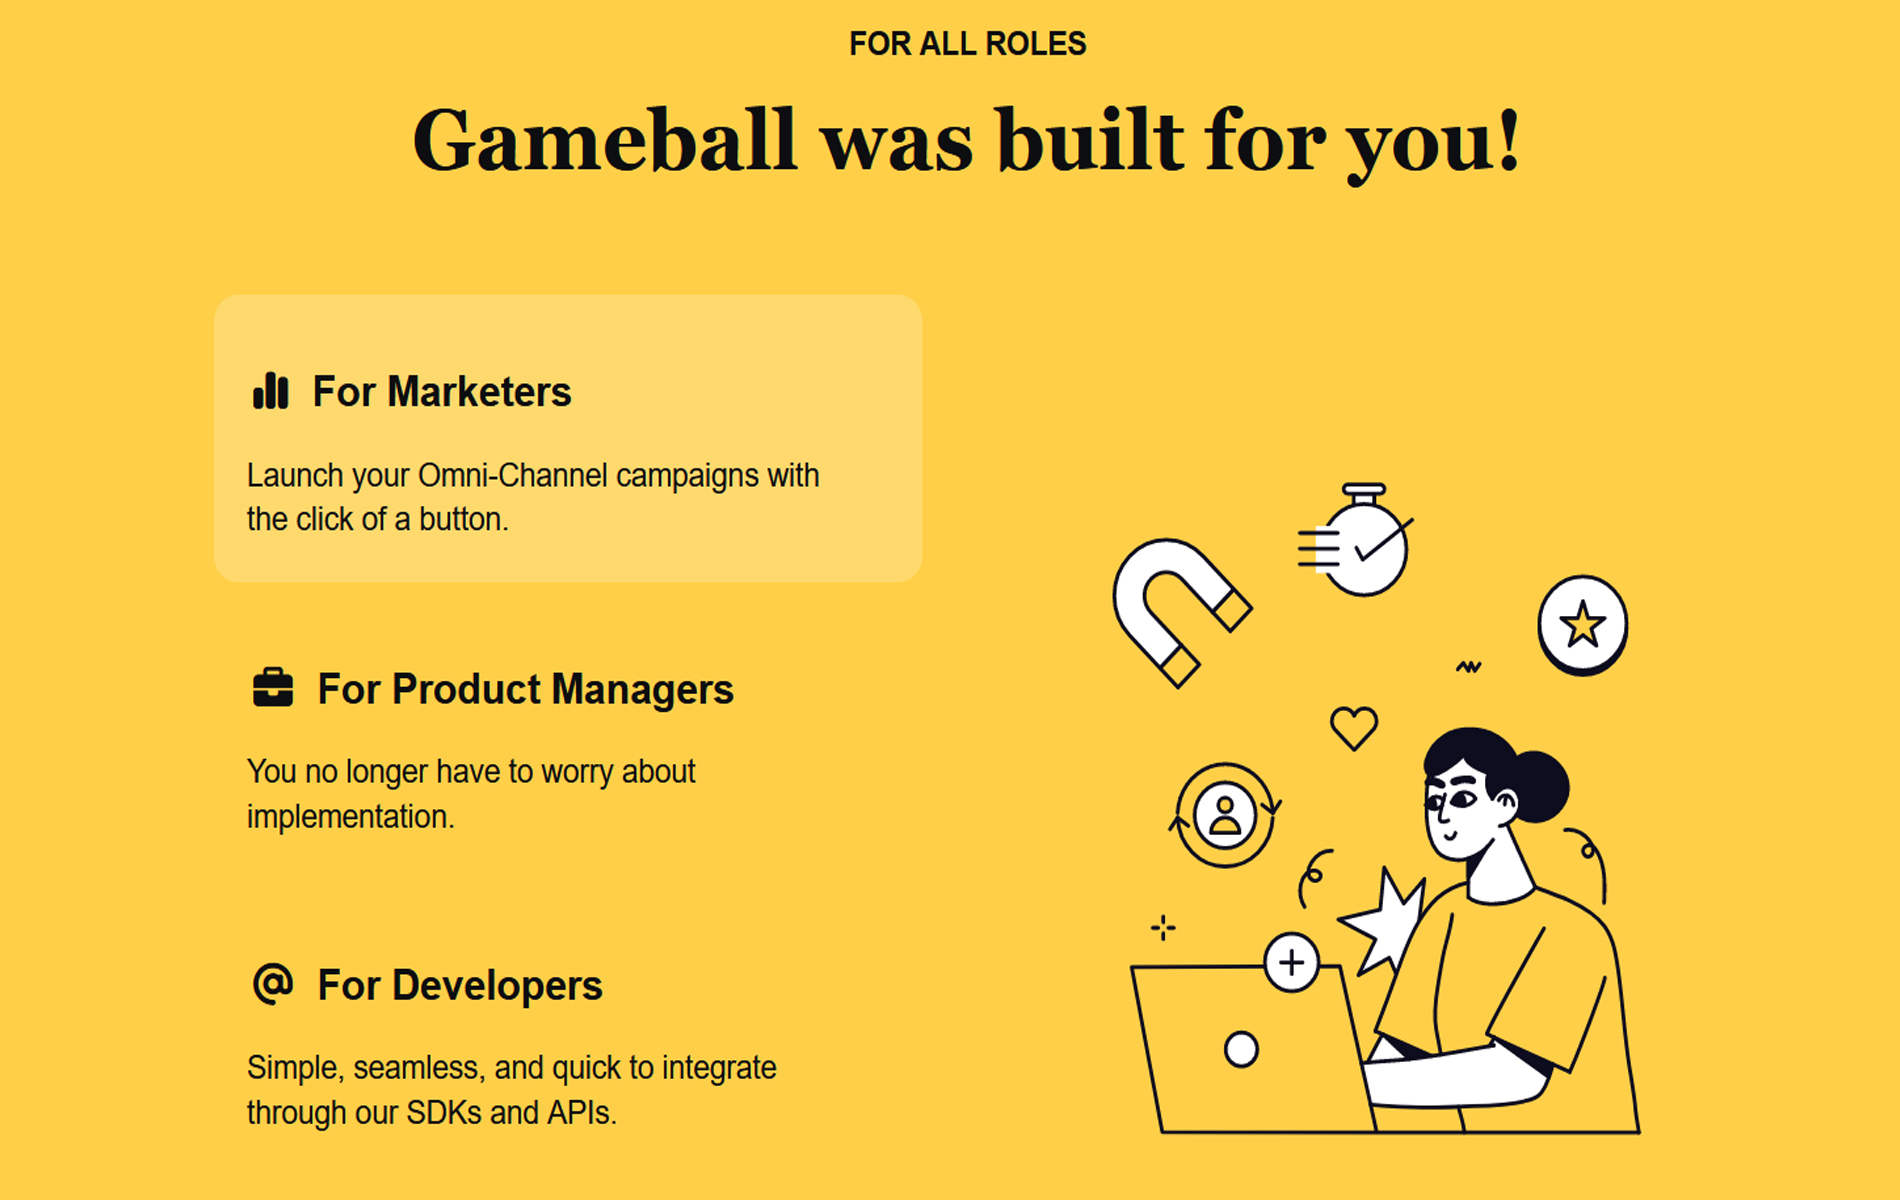 FOR ALL ROLES
Gameball was built for you!
For Marketers
Launch your Omni-Channel campaigns with
the click of a button.
For Product Managers
You no longer have to worry about
implementation.
For Developers
Simple, seamless, and quick to integrate
through our SDKs and APIs.